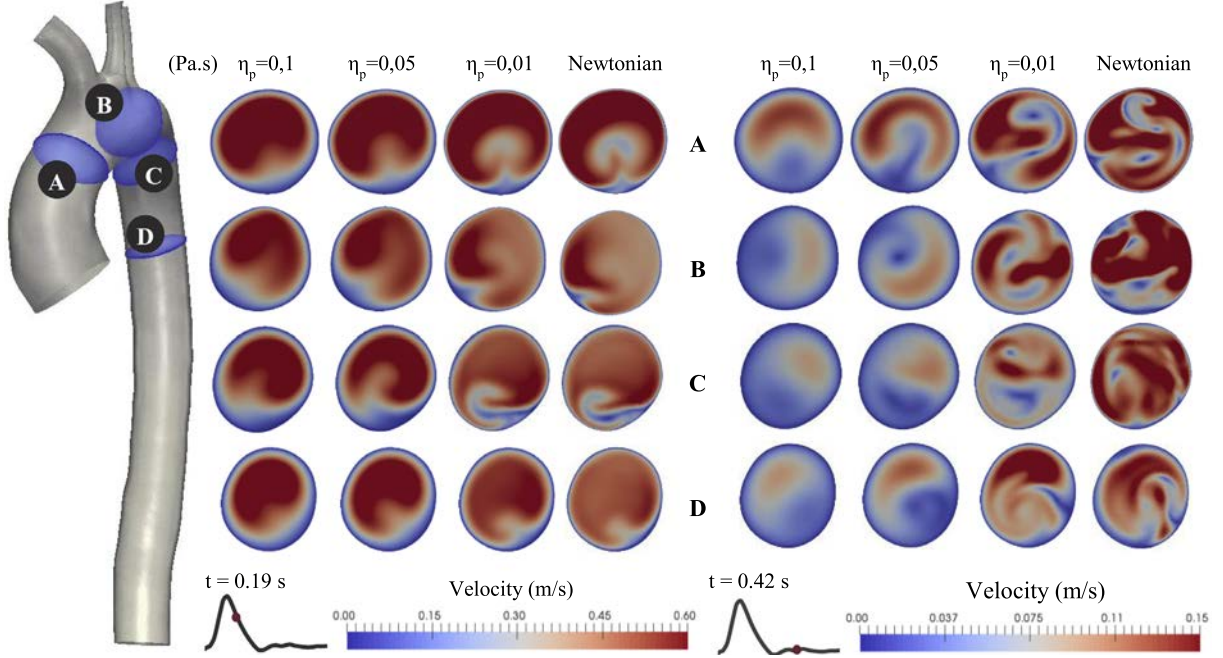 (Pa.s) ηp=0,1 ηp=0,05 ηp=0,01 Newtonian ηp=0,1 ηp=0,05 ηp=0,01 Newtonian
B
A
C
D
A
B
C
D
t = 0.19 s
Velocity (m/s)
0.00 0.15 0.30 0.45 0.60
t = 0.42 s
Velocity (m/s)
0.00 0.037 0.075 0.11 0.15